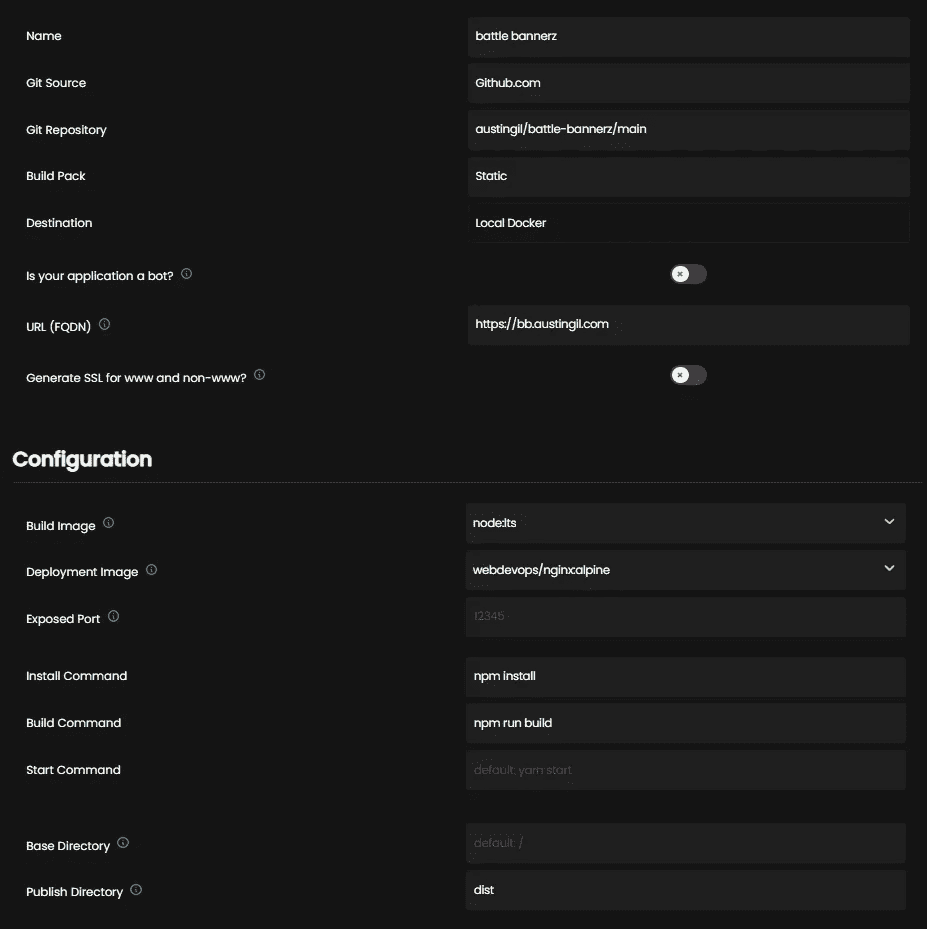 Name
battle bannerz
Git Source
Github.com
Git Repository
austingil/battle-bannerz/main
Build Pack
Static
Destination
Local Docker
Is your application a bot?
URL (FQDN)
https://bb.austingil.com
Generate SSL for www and non-www?
Configuration
Build Image
node:lts
Deployment Image
webdevops/nginx:alpine
Exposed Port
12345
Install Command
npm install
Build Command
npm run build
Start Command
default: yarn start
Base Directory
default: /
Publish Directory
dist